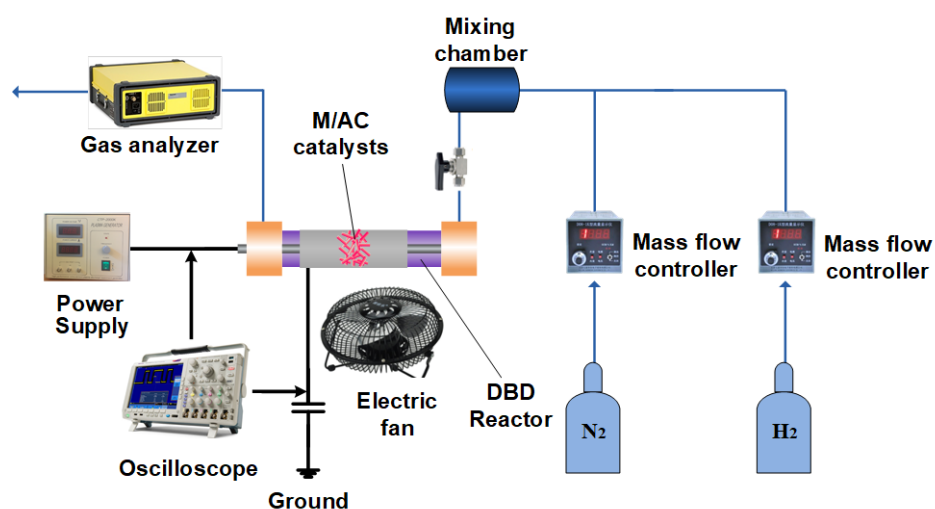 Mixing
chamber
M/AC
catalysts
Gas analyzer
Mass flow
controller
Mass flow
controller
Power
Supply
Electric
fan
DBD
Reactor
N2
H2
Oscilloscope
Ground